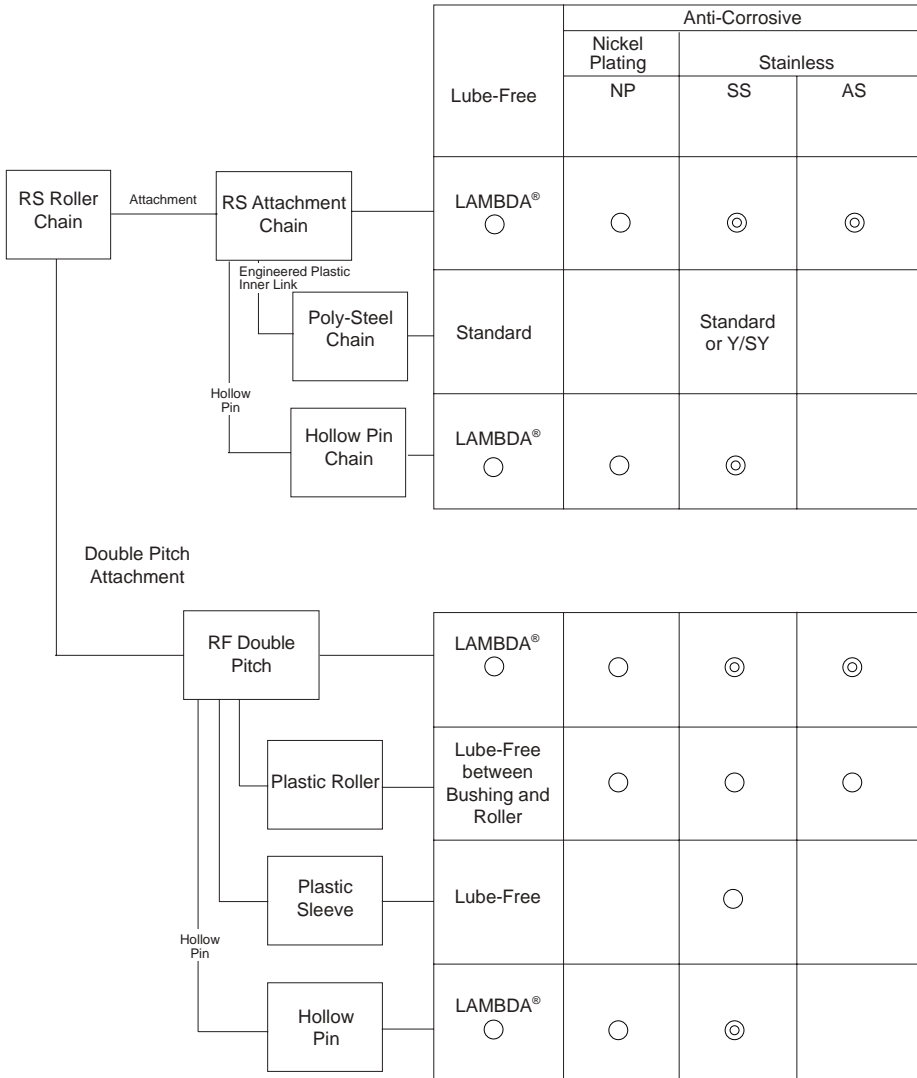 Anti-Corrosive
Nickel
Plating
Stainless
Lube-Free
NP
SS
AS
RS Roller
Chain
Attachment
RS Attachment
Chain
LAMBDA®
Engineered Plastic
Inner Link
Poly-Steel
Chain
Standard
Standard
or Y/SY
Hollow
Pin
Hollow Pin
Chain
LAMBDA®
Double Pitch
Attachment
RF Double
Pitch
LAMBDA®
Plastic Roller
Lube-Free
between
Bushing and
Roller
Plastic
Sleeve
Lube-Free
Hollow
Pin
Hollow
Pin
LAMBDA®